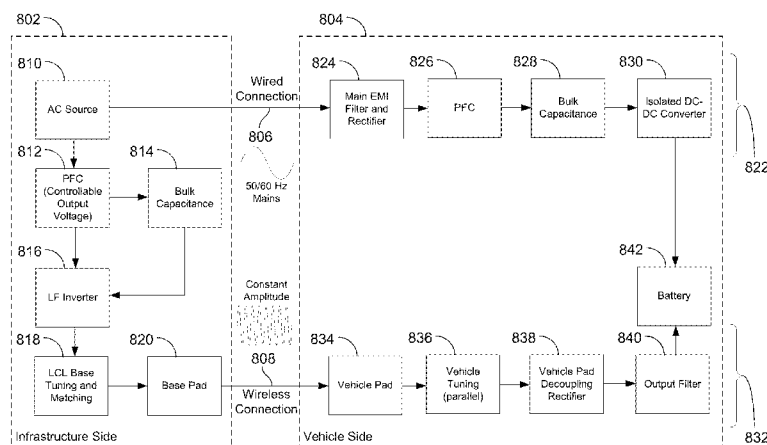 802
810
AC Source
812
PFC
(Controllable
Output
Voltage)
814
Bulk
Capacitance
816
LF Inverter
818
LCL Base
Tuning and
Matching
820
Base Pad
Infrastructure Side
Wired
Connection
806
50/60 Hz
Mains
Constant
Amplitude
808
Wireless
Connection
804
824
Main EMI
Filter and
Rectifier
826
PFC
828
Bulk
Capacitance
830
Isolated DC-
DC Converter
822
842
Battery
834
Vehicle Pad
836
Vehicle
Tuning
(parallel)
838
Vehicle Pad
Decoupling
Rectifier
840
Output Filter
832
Vehicle Side